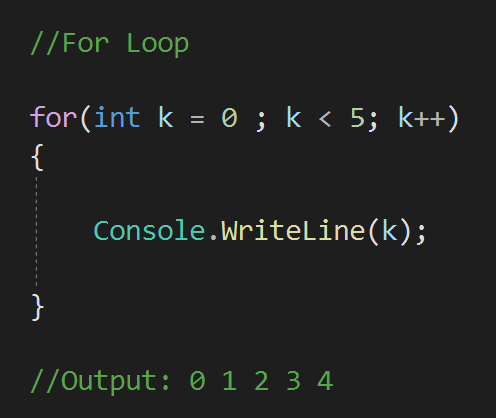 //For Loop
for(int k = 0 ; k < 5; k++)
{
Console.WriteLine(k);
}
//Output: 0 1 2 3 4